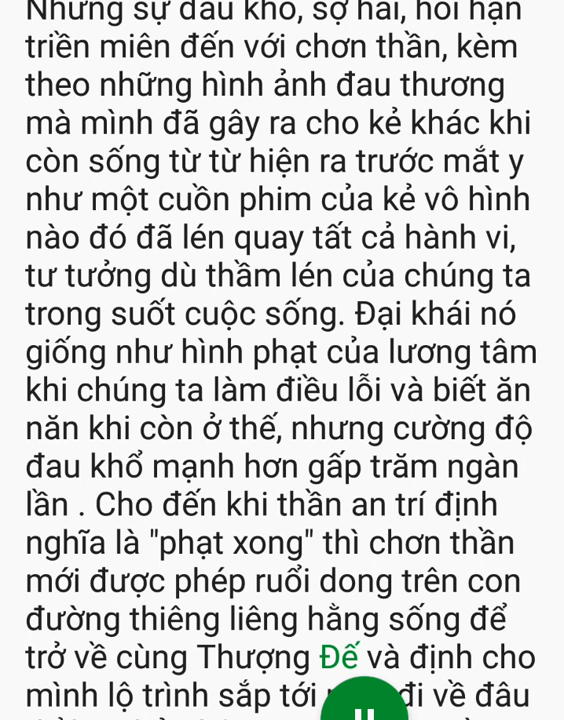 Những sự đau khổ, sợ hãi, hối hận
triền miên đến với chơn thần, kèm
theo những hình ảnh đau thương
mà mình đã gây ra cho kẻ khác khi
còn sống từ từ hiện ra trước mắt y
như một cuồn phim của kẻ vô hình
nào đó đã lén quay tất cả hành vi,
tư tưởng dù thầm lén của chúng ta
trong suốt cuộc sống. Đại khái nó
giống như hình phạt của lương tâm
khi chúng ta làm điều lỗi và biết ăn
năn khi còn ở thế, nhưng cường độ
đau khổ mạnh hơn gấp trăm ngàn
lần . Cho đến khi thần an trí định
nghĩa là "phạt xong" thì chơn thần
mới được phép ruổi dong trên con
đường thiêng liêng hằng sống để
trở về cùng Thượng Đế và định cho
mình lộ trình sắp tới đi về đâu